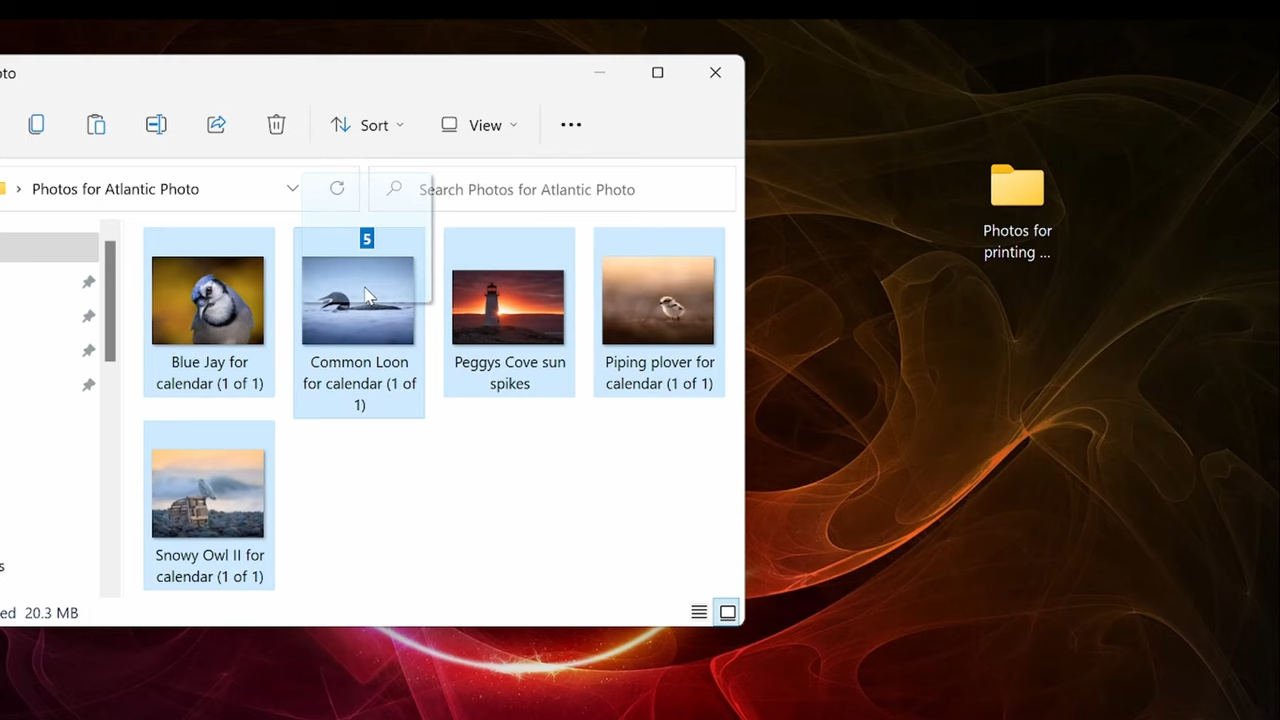 oto
Sort
View
Photos for Atlantic Photo
Search Photos for Atlantic Photo
5
Blue Jay for
calendar (1 of 1)
Common Loon
for calendar (1 of
1)
Peggys Cove sun
spikes
Piping plover for
calendar (1 of 1)
Snowy Owl II for
calendar (1 of 1)
s
ed 20.3 MB
Photos for
printing ...